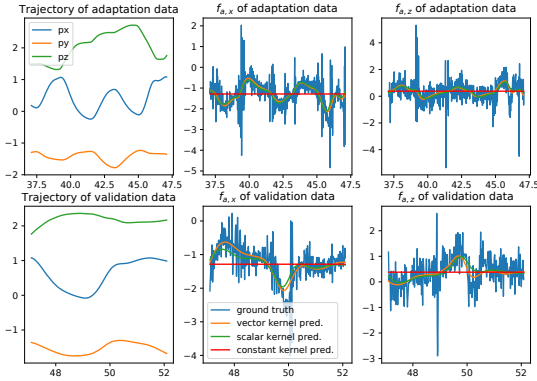 Trajectory of adaptation data
px
py
pz
2
1
0
−1
−2
37.5 40.0 42.5 45.0 47.5
f_{a,x} of adaptation data
2
1
0
−1
−2
−3
−4
−5
37.5 40.0 42.5 45.0 47.5
f_{a,z} of adaptation data
4
2
0
−2
−4
37.5 40.0 42.5 45.0 47.5
Trajectory of validation data
2
1
0
−1
48 50 52
f_{a,x} of validation data
0
−1
−2
−3
−4
ground truth
vector kernel pred.
scalar kernel pred.
constant kernel pred.
48 50 52
f_{a,z} of validation data
2
1
0
−1
−2
−3
48 50 52